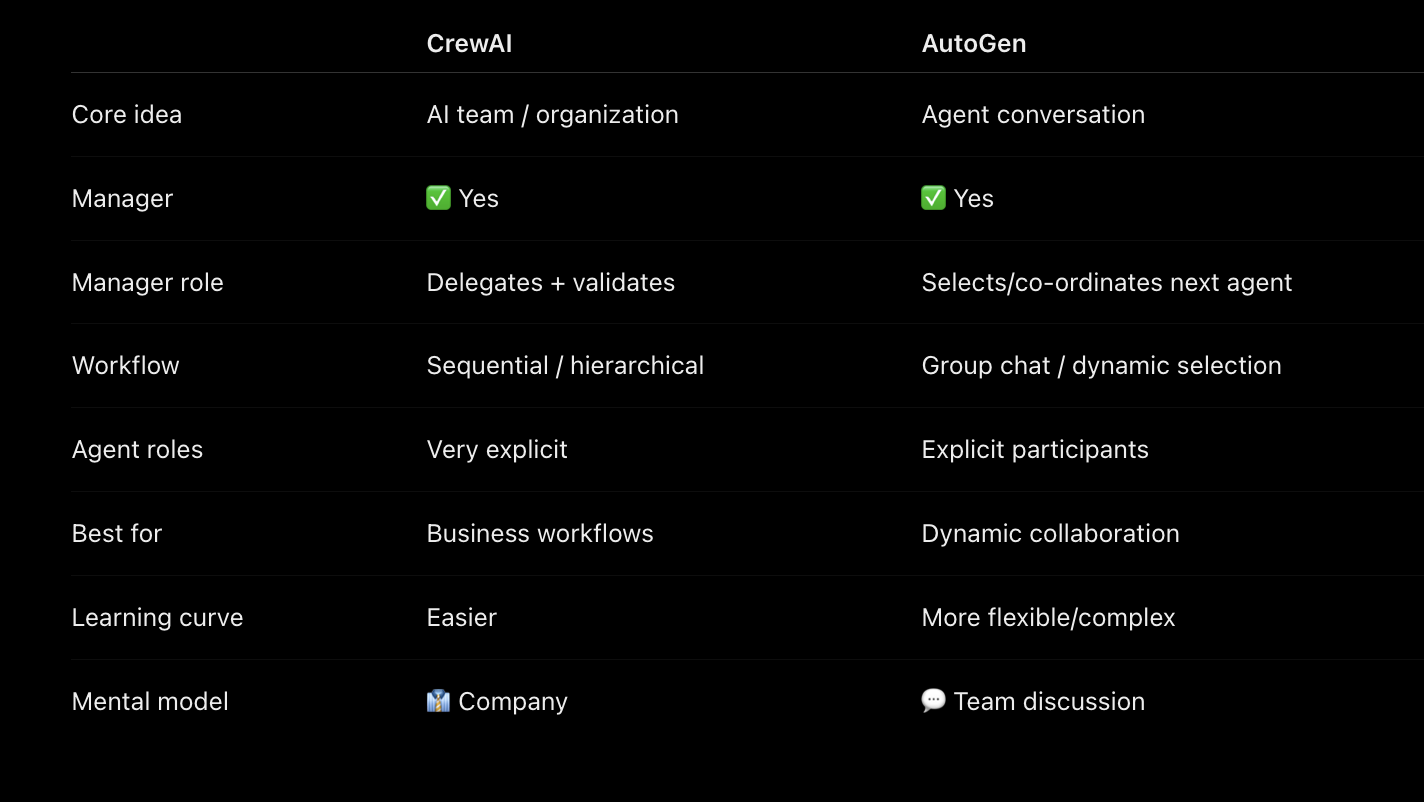 CrewAI AutoGen
Core idea AI team / organization Agent conversation
Manager ✅ Yes ✅ Yes
Manager role Delegates + validates Selects/co-ordinates next agent
Workflow Sequential / hierarchical Group chat / dynamic selection
Agent roles Very explicit Explicit participants
Best for Business workflows Dynamic collaboration
Learning curve Easier More flexible/complex
Mental model 👔 Company 💬 Team discussion